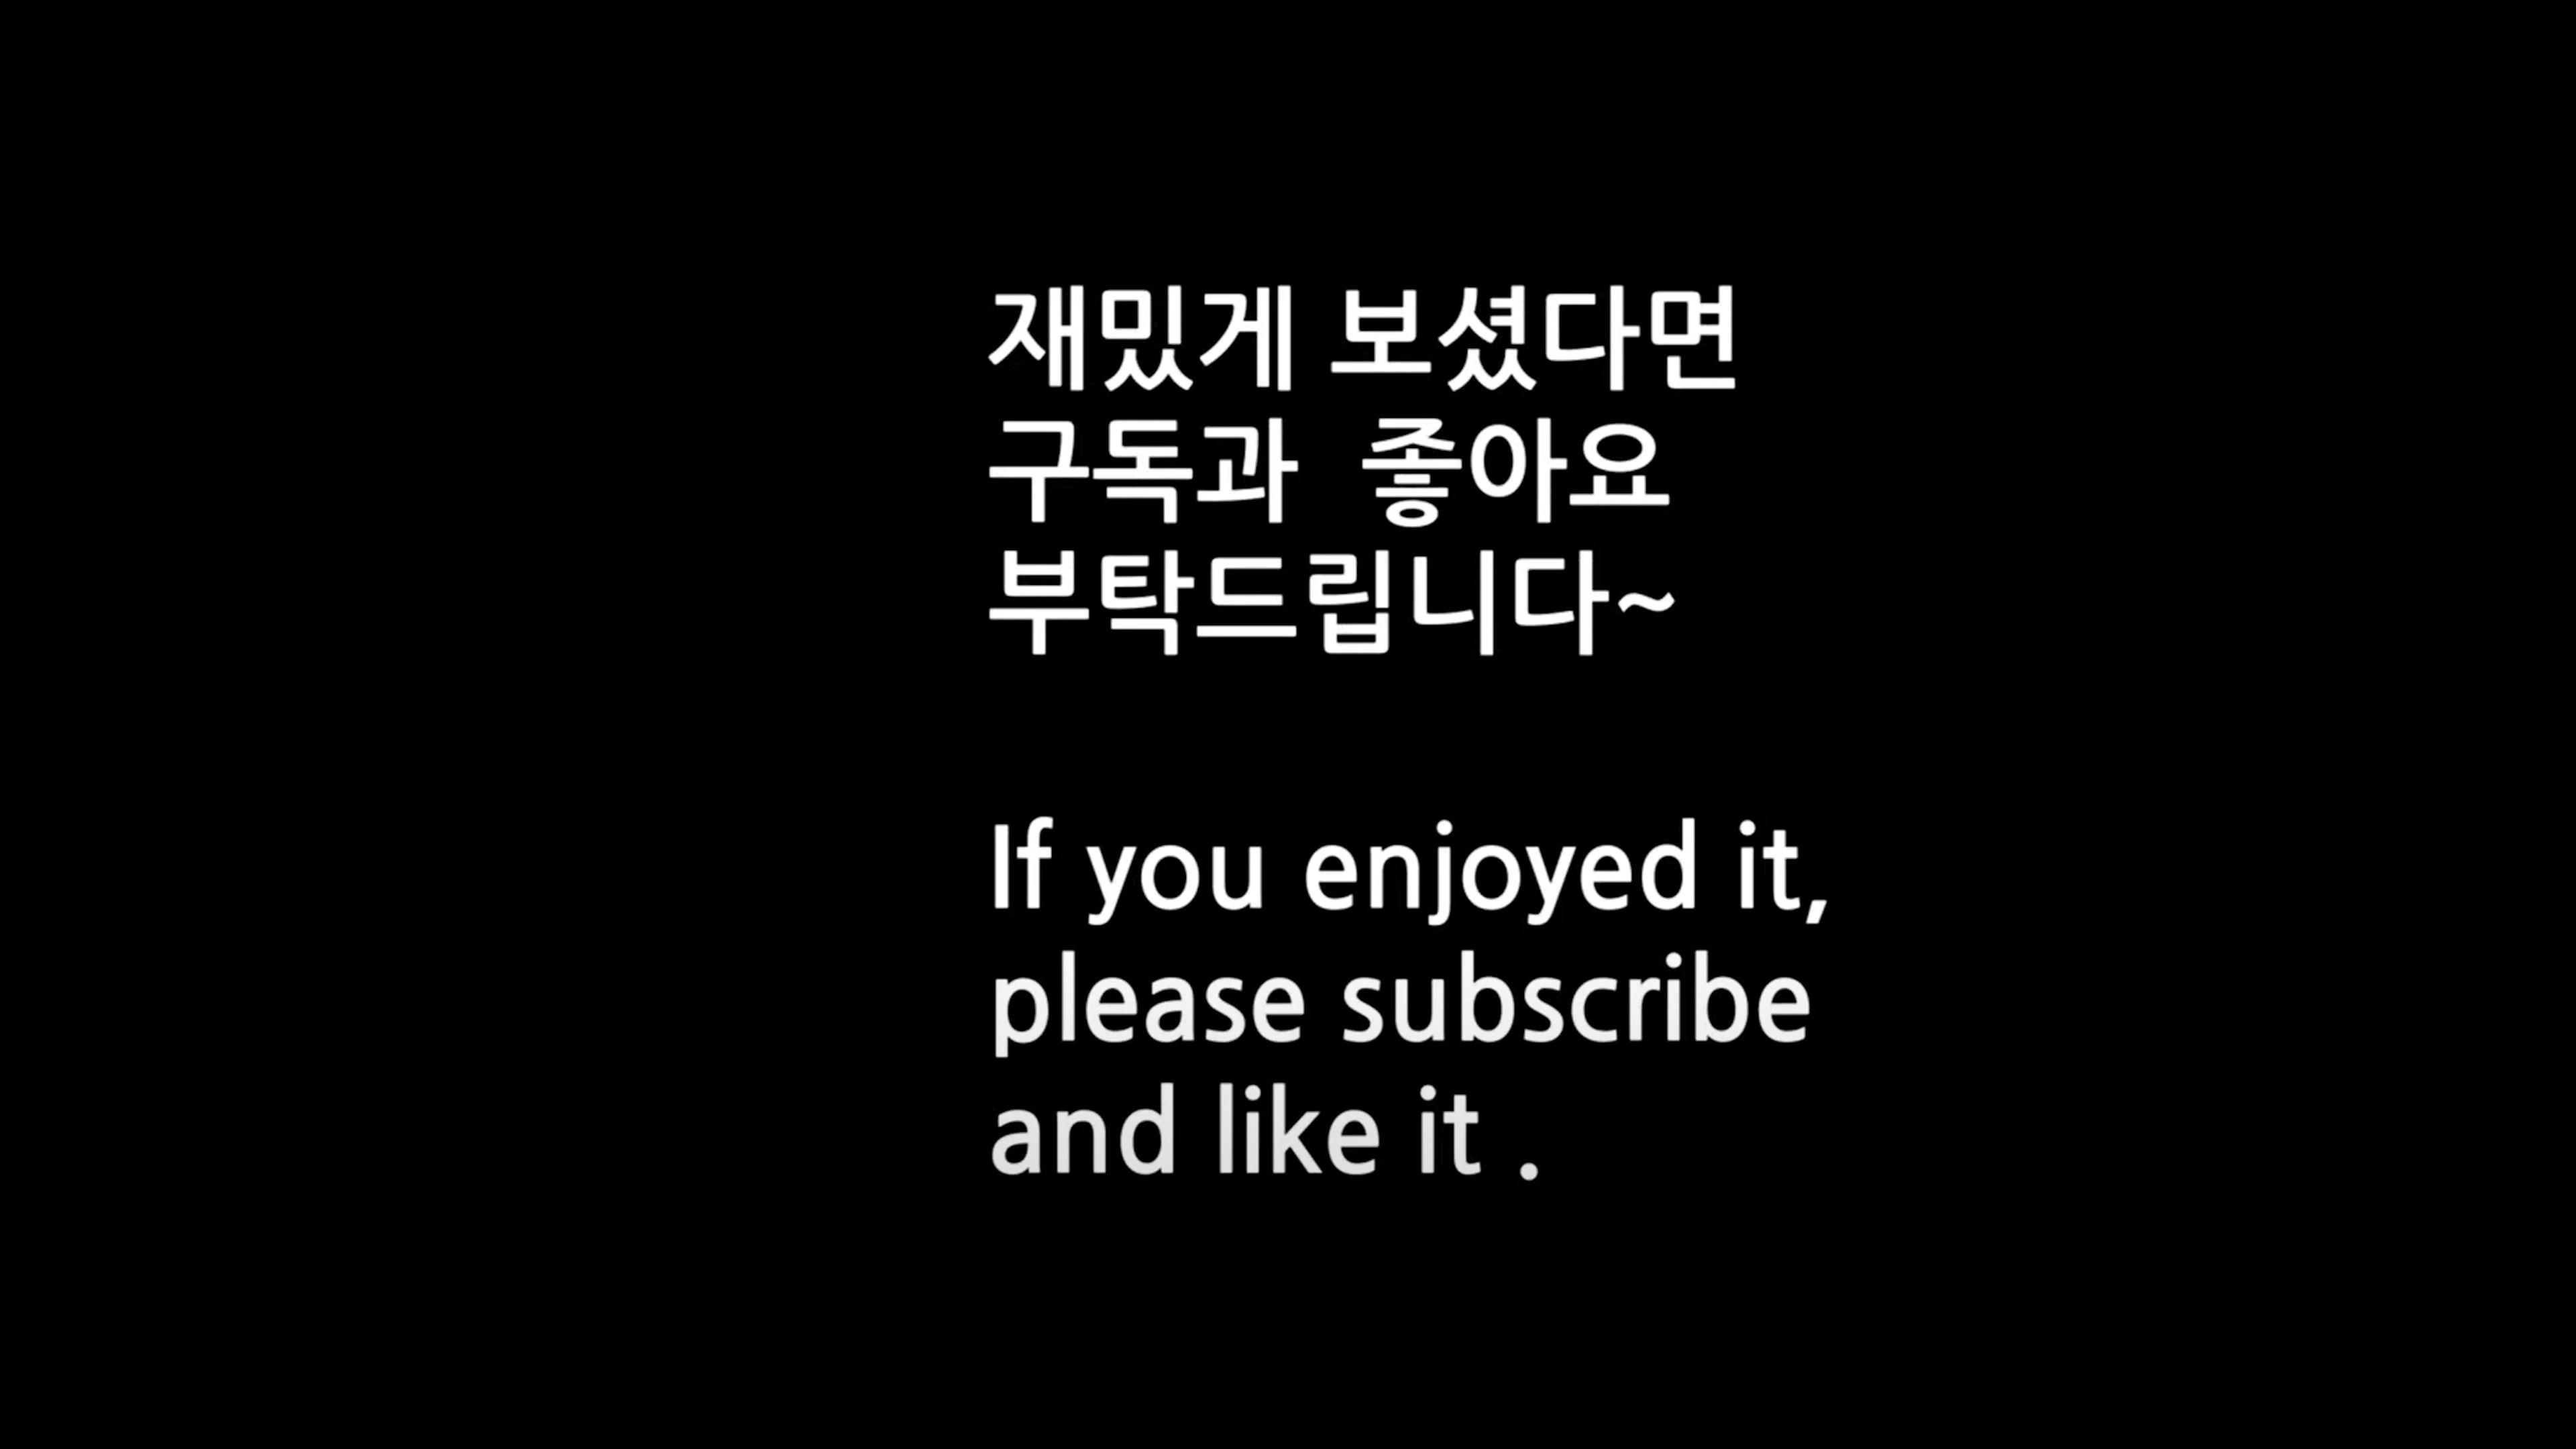 재밌게 보셨다면
구독과 좋아요
부탁드립니다~
If you enjoyed it,
please subscribe
and like it .